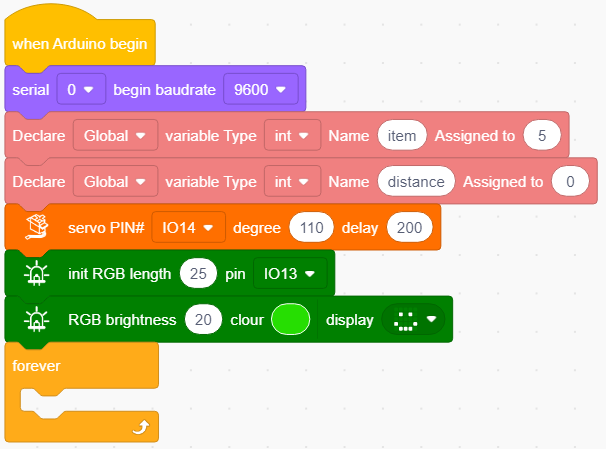 when Arduino begin
serial 0 begin baudrate 9600
Declare Global variable Type int Name item Assigned to 5
Declare Global variable Type int Name distance Assigned to 0
servo PIN# IO14 degree 110 delay 200
init RGB length 25 pin IO13
RGB brightness 20 clour display
forever